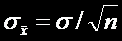 σ_x̄ = σ/√n